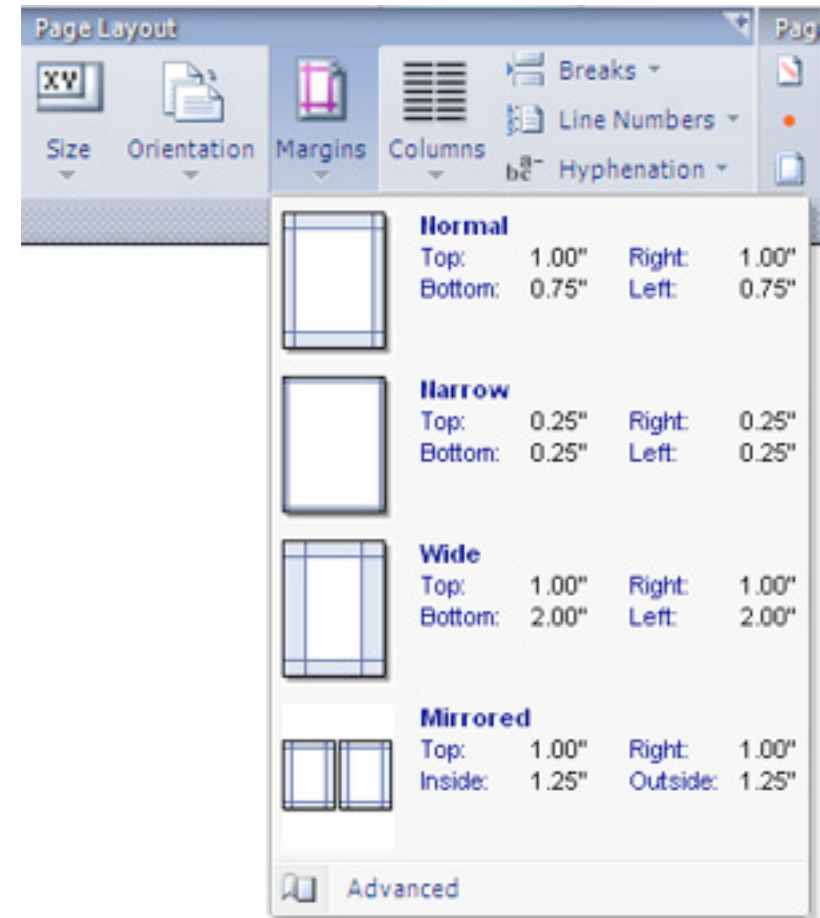 Page Layout
Pag
XY
Size Orientation Margins Columns
Breaks
Line Numbers
Hyphenation
a-
bc
Normal
Top: 1.00" Right: 1.00"
Bottom: 0.75" Left: 0.75"
Narrow
Top: 0.25" Right: 0.25"
Bottom: 0.25" Left: 0.25"
Wide
Top: 1.00" Right: 1.00"
Bottom: 2.00" Left: 2.00"
Mirrored
Top: 1.00" Right: 1.00"
Inside: 1.25" Outside: 1.25"
Advanced